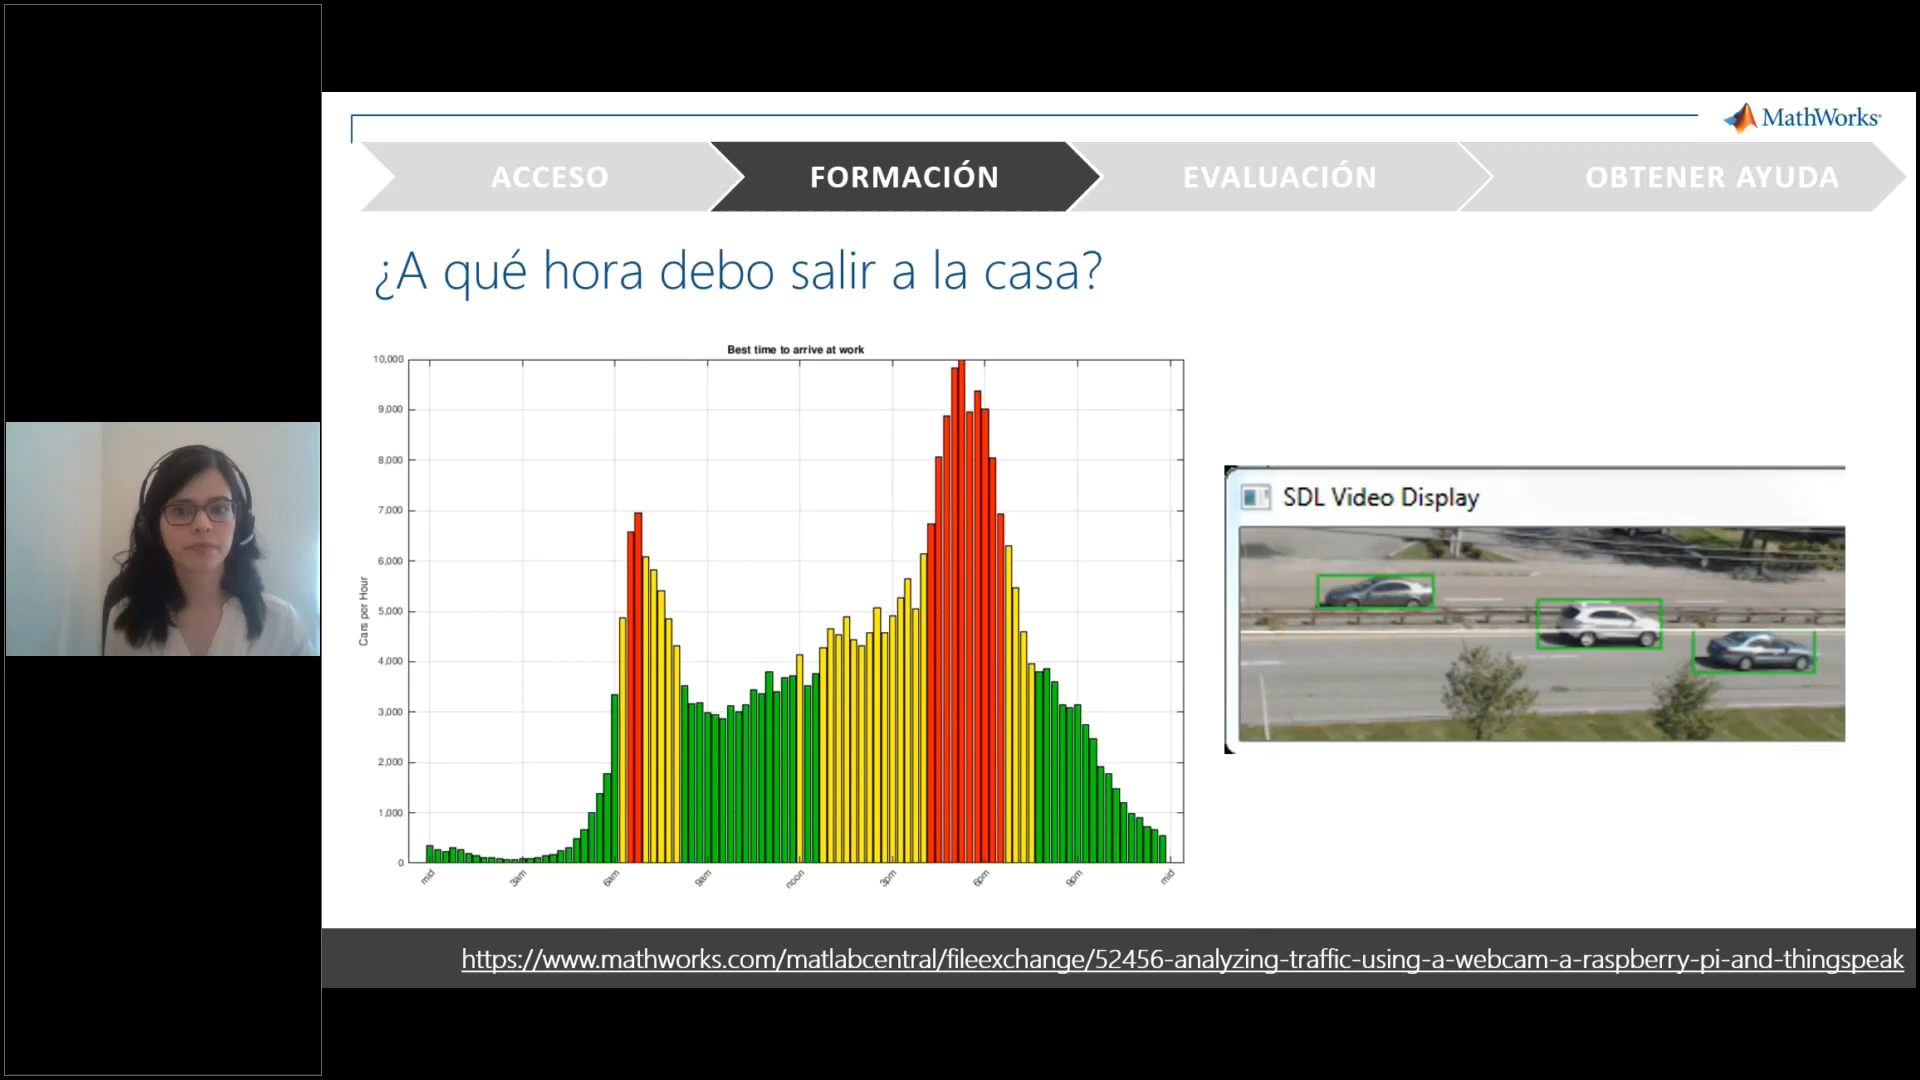 MathWorks®
ACCESO
FORMACIÓN
EVALUACIÓN
OBTENER AYUDA
¿A qué hora debo salir a la casa?
Best time to arrive at work
10,000
9,000
8,000
7,000
6,000
5,000
4,000
3,000
2,000
1,000
0
Cars per Hour
mid
3am
6am
9am
noon
3pm
6pm
9pm
mid
SDL Video Display
https://www.mathworks.com/matlabcentral/fileexchange/52456-analyzing-traffic-using-a-webcam-a-raspberry-pi-and-thingspeak